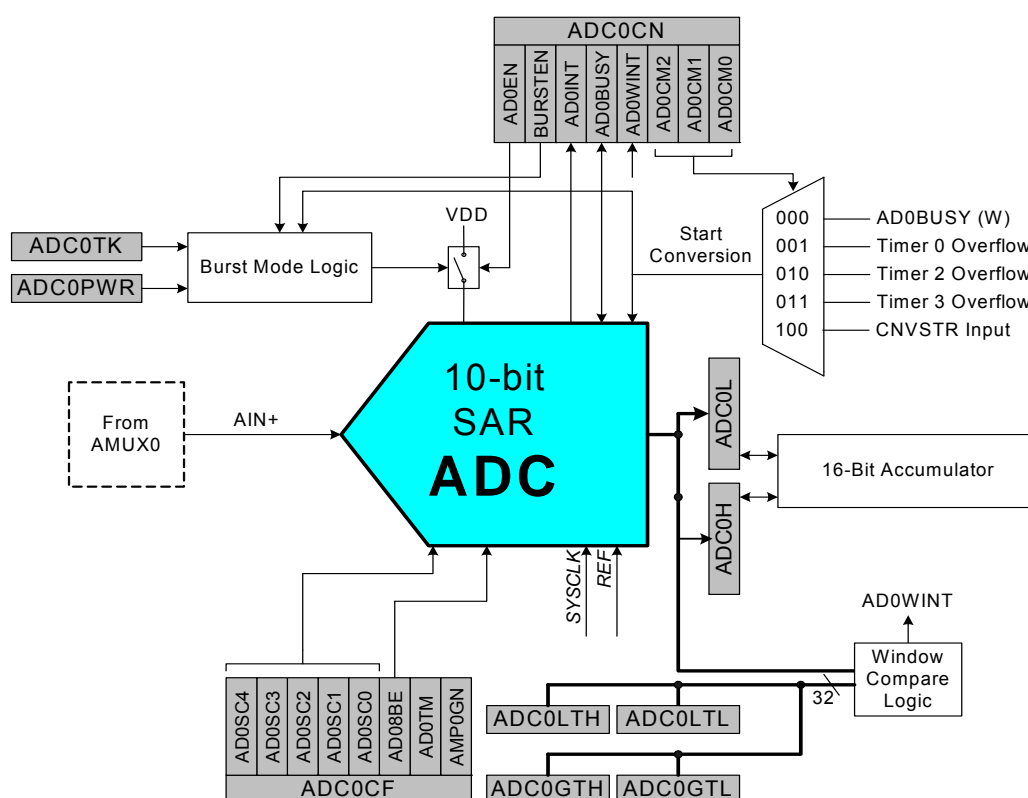 ADC0CN
AD0EN
BURSTEN
AD0INT
AD0BUSY
AD0WINT
AD0CM2
AD0CM1
AD0CM0
VDD
Start
Conversion
000
001
010
011
100
AD0BUSY (W)
Timer 0 Overflow
Timer 2 Overflow
Timer 3 Overflow
CNVSTR Input
ADC0TK
ADC0PWR
Burst Mode Logic
From
AMUX0
AIN+
10-bit
SAR
ADC
ADC0L
ADC0H
16-Bit Accumulator
SYSCLK
REF
AD0WINT
Window
Compare
Logic
32
AD0SC4
AD0SC3
AD0SC2
AD0SC1
AD0SC0
AD08BE
AD0TM
AMP0GN
ADC0CF
ADC0LTH
ADC0LTL
ADC0GTH
ADC0GTL